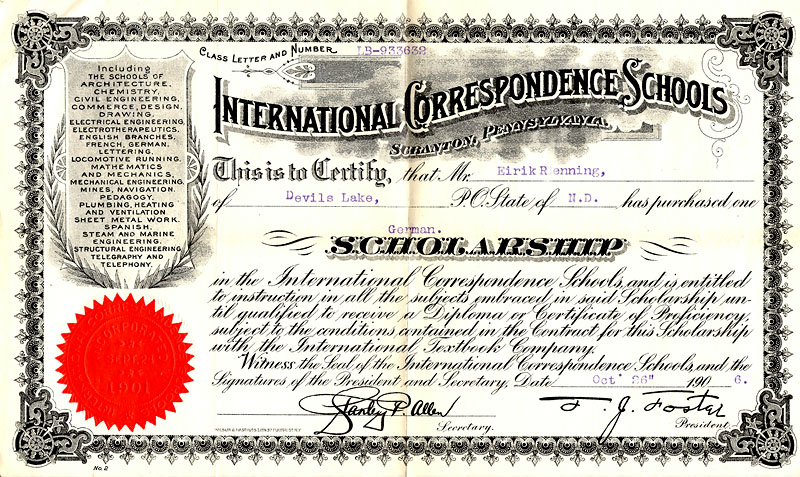 CLASS LETTER AND NUMBER LB-933632
INTERNATIONAL CORRESPONDENCE SCHOOLS
SCRANTON, PENNSYLVANIA.
Including
THE SCHOOLS OF
ARCHITECTURE,
CHEMISTRY,
CIVIL ENGINEERING,
COMMERCE, DESIGN,
DRAWING,
ELECTRICAL ENGINEERING,
ELECTROTHERAPEUTICS,
ENGLISH BRANCHES,
FRENCH, GERMAN,
LETTERING,
LOCOMOTIVE RUNNING,
MATHEMATICS
AND MECHANICS,
MECHANICAL ENGINEERING,
MINES, NAVIGATION,
PEDAGOGY,
PLUMBING, HEATING
AND VENTILATION
SHEET METAL WORK,
SPANISH,
STEAM AND MARINE
ENGINEERING,
STRUCTURAL ENGINEERING
TELEGRAPHY AND
TELEPHONY.
This is to Certify, that Mr. Eirik Renning,
of Devils Lake, P.O. State of N.D. has purchased one
German.
SCHOLARSHIP
in the International Correspondence Schools, and is entitled
to instruction in all the subjects embraced in said Scholarship un-
til qualified to receive a Diploma or Certificate of Proficiency,
subject to the conditions contained in the Contract for this Scholarship
with the International Textbook Company.
Witness the Seal of the International Correspondence Schools, and the
Signatures of the President and Secretary, Date Oct' 26" 1906.
Stanley P. Allen
Secretary.
T. J. Foster
President.
1901
No. 2